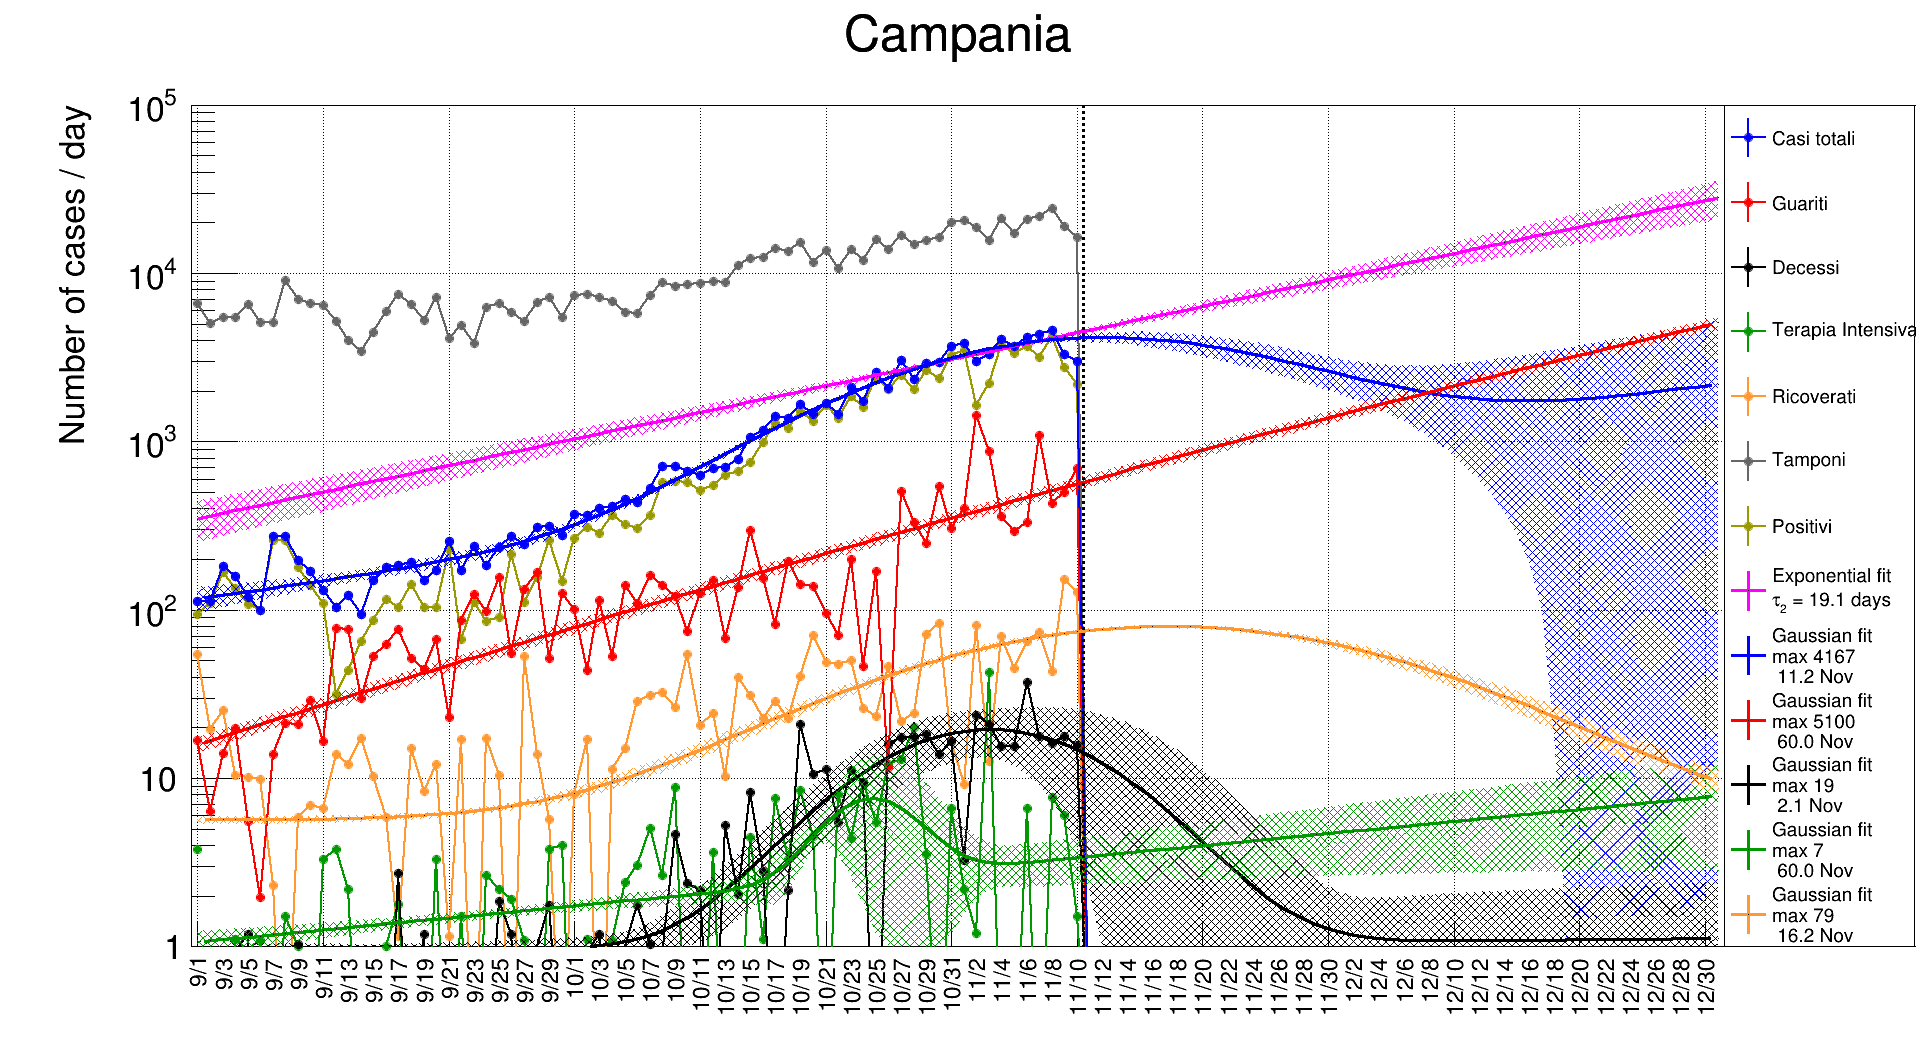 Campania
Number of cases / day
10^5
10^4
10^3
10^2
10
1
9/1
9/3
9/5
9/7
9/9
9/11
9/13
9/15
9/17
9/19
9/21
9/23
9/25
9/27
9/29
10/1
10/3
10/5
10/7
10/9
10/11
10/13
10/15
10/17
10/19
10/21
10/23
10/25
10/27
10/29
10/31
11/2
11/4
11/6
11/8
11/10
11/12
11/14
11/16
11/18
11/20
11/22
11/24
11/26
11/28
11/30
12/2
12/4
12/6
12/8
12/10
12/12
12/14
12/16
12/18
12/20
12/22
12/24
12/26
12/28
12/30
Casi totali
Guariti
Decessi
Terapia Intensiva
Ricoverati
Tamponi
Positivi
Exponential fit
τ₂ = 19.1 days
Gaussian fit
max 4167
11.2 Nov
Gaussian fit
max 5100
60.0 Nov
Gaussian fit
max 19
2.1 Nov
Gaussian fit
max 7
60.0 Nov
Gaussian fit
max 79
16.2 Nov